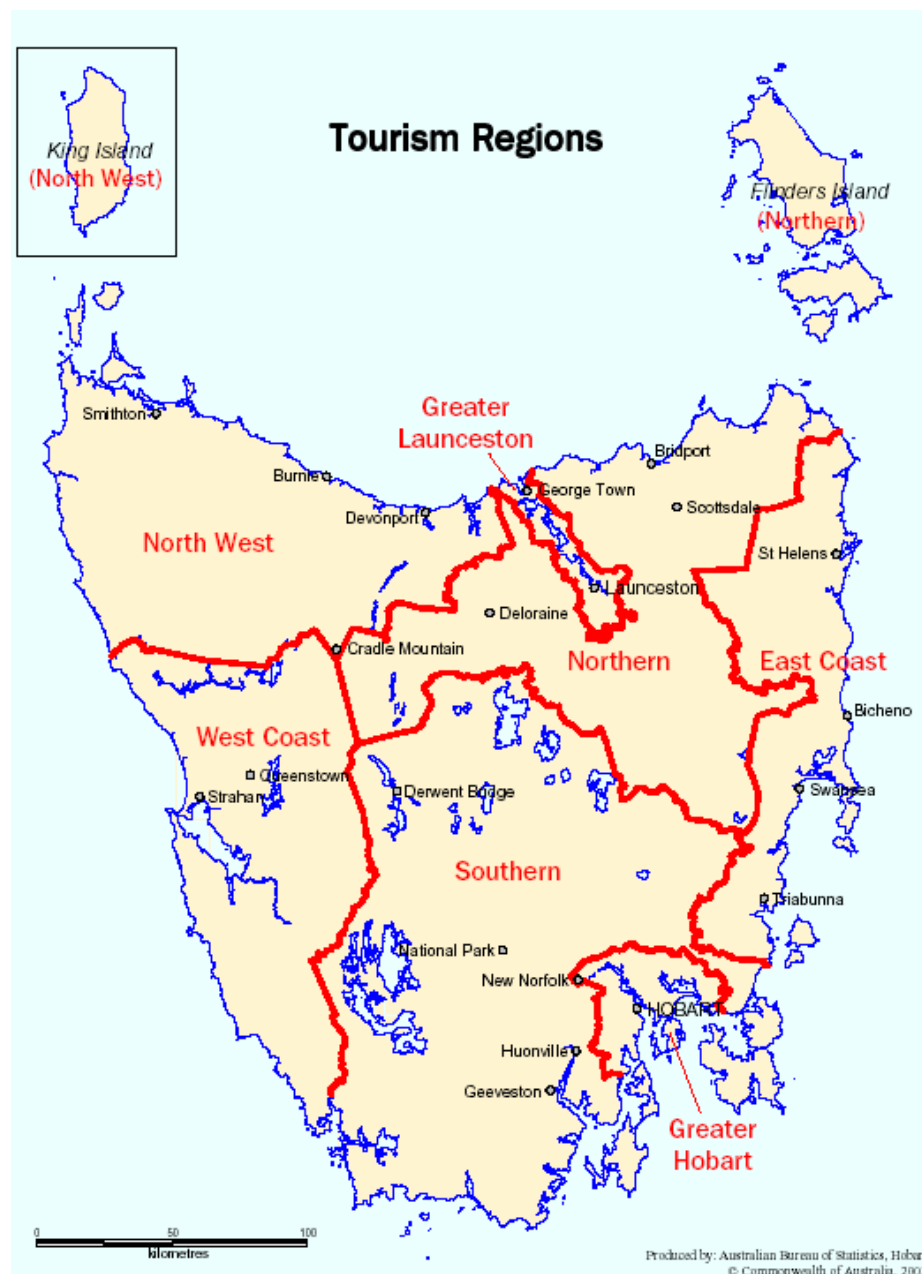 Tourism Regions
King Island
(North West)
Flinders Island
(Northern)
Smithton
Greater
Launceston
Bridport
Burnie
George Town
Devonport
Scottsdale
North West
St Helens
Launceston
Deloraine
Cradle Mountain
Northern
East Coast
Bicheno
West Coast
Queenstown
Derwent Bridge
Strahan
Swansea
Southern
Triabunna
National Park
New Norfolk
HOBART
Huonville
Geeveston
Greater
Hobart
0 50 100
kilometres
Produced by: Australian Bureau of Statistics, Hobar
© Commonwealth of Australia, 200